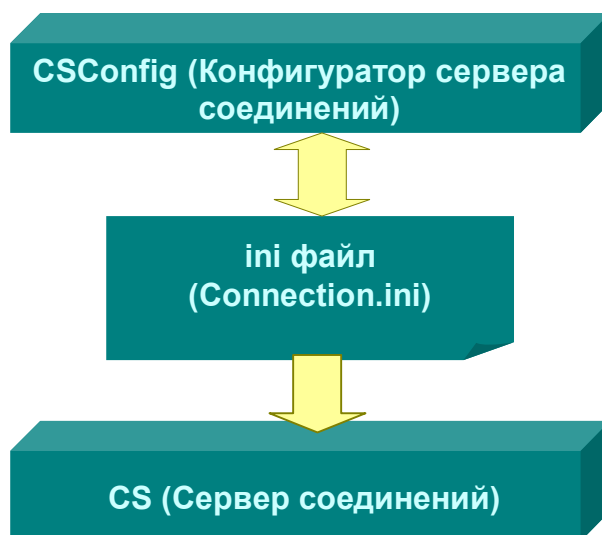 CSConfig (Конфигуратор сервера
соединений)
ini файл
(Connection.ini)
CS (Сервер соединений)